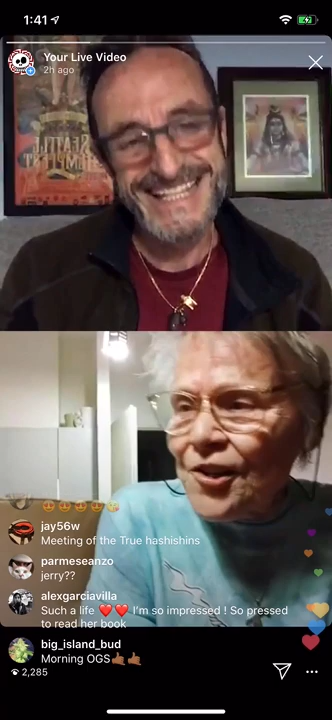 1:41
Your Live Video
2h ago
SEATTLE
jay56w
Meeting of the True hashishins
parmeseanzo
jerry??
alexgarciavilla
Such a life ❤️❤️ I'm so impressed ! So pressed
to read her book
big_island_bud
Morning OGS🤙🏾🤙🏾
2,285